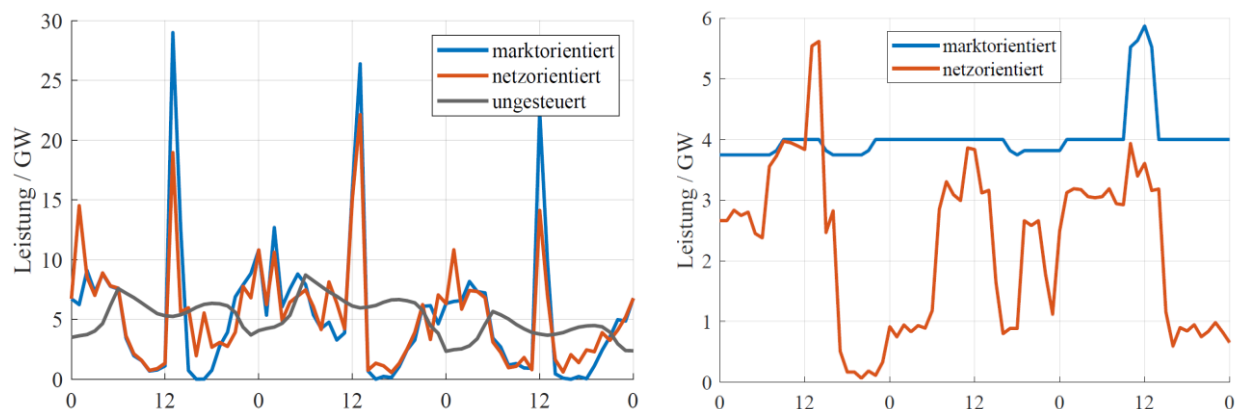 30
25
20
15
10
5
0
Leistung / GW
marktorientiert
netzorientiert
ungesteuert
0 12 0 12 0 12 0
6
5
4
3
2
1
0
Leistung / GW
marktorientiert
netzorientiert
0 12 0 12 0 12 0